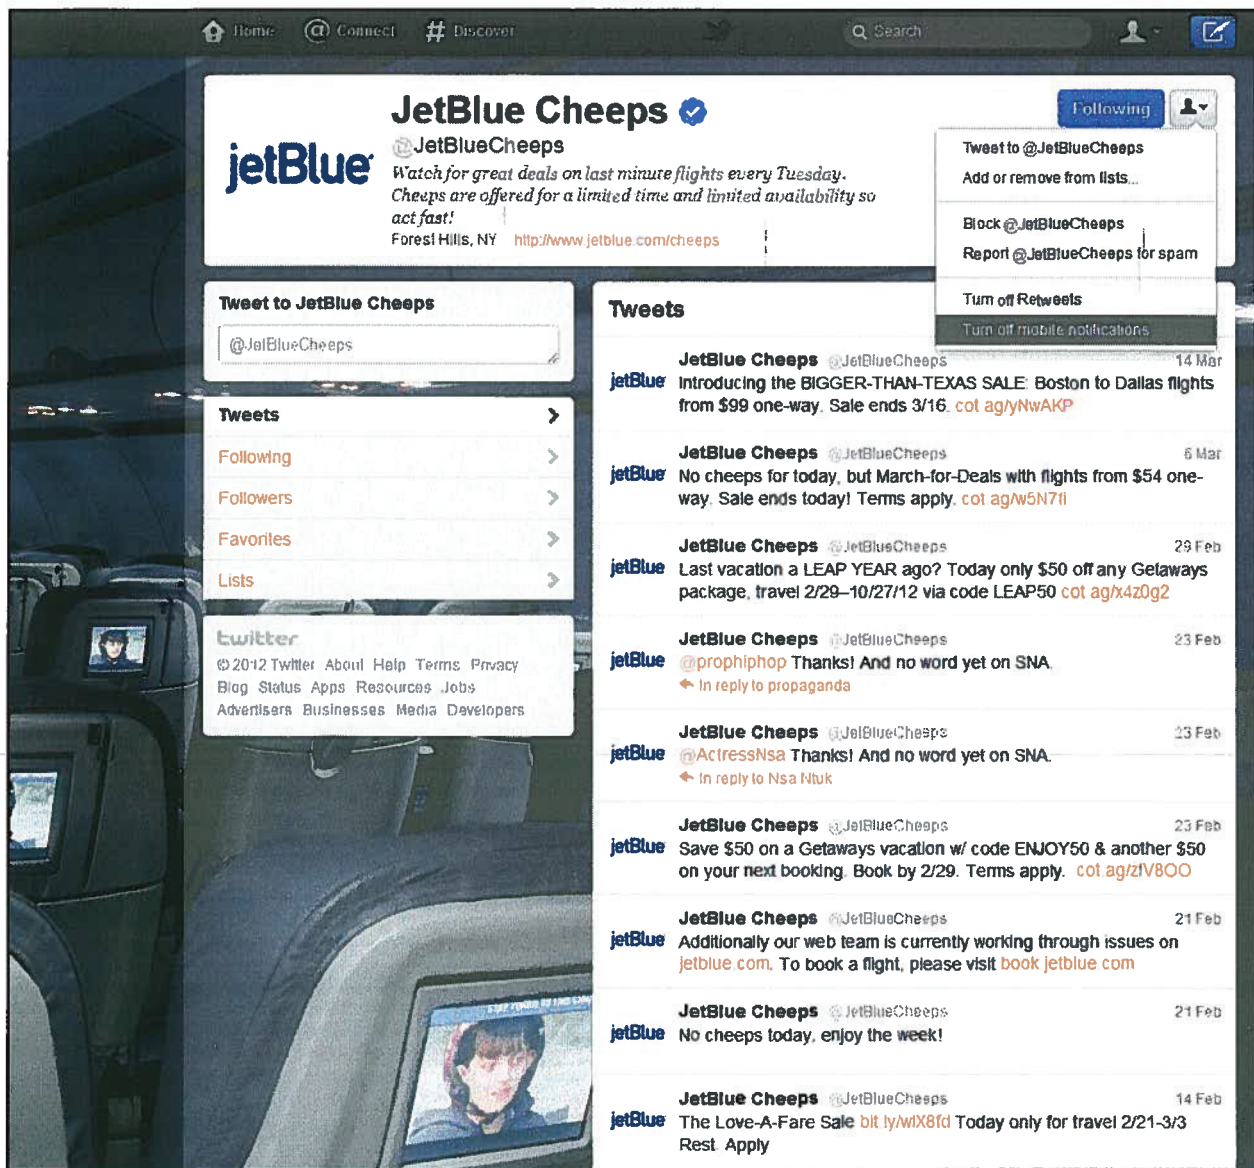 Home @ Connect # Discover Search
JetBlue Cheeps
Following
@JetBlueCheeps
jetBlue
Watch for great deals on last minute flights every Tuesday.
Cheeps are offered for a limited time and limited availability so
act fast!
Forest Hills, NY http://www.jetblue.com/cheeps
Tweet to @JetBlueCheeps
Add or remove from lists...
Block @JetBlueCheeps
Report @JetBlueCheeps for spam
Turn off Retweets
Turn off mobile notifications
Tweet to JetBlue Cheeps
@JetBlueCheeps
Tweets
Following
Followers
Favorites
Lists
twitter
© 2012 Twitter About Help Terms Privacy
Blog Status Apps Resources Jobs
Advertisers Businesses Media Developers
Tweets
JetBlue Cheeps @JetBlueCheeps 14 Mar
jetBlue Introducing the BIGGER-THAN-TEXAS SALE: Boston to Dallas flights
from $99 one-way. Sale ends 3/16. cot.ag/yNwAKP
JetBlue Cheeps @JetBlueCheeps 6 Mar
jetBlue No cheeps for today, but March-for-Deals with flights from $54 one-
way. Sale ends today! Terms apply. cot.ag/w5N7fi
JetBlue Cheeps @JetBlueCheeps 29 Feb
jetBlue Last vacation a LEAP YEAR ago? Today only $50 off any Getaways
package, travel 2/29–10/27/12 via code LEAP50 cot.ag/x4z0g2
JetBlue Cheeps @JetBlueCheeps 23 Feb
jetBlue @prophiphop Thanks! And no word yet on SNA.
In reply to propaganda
JetBlue Cheeps @JetBlueCheeps 23 Feb
jetBlue @ActressNsa Thanks! And no word yet on SNA.
In reply to Nsa Ntuk
JetBlue Cheeps @JetBlueCheeps 23 Feb
jetBlue Save $50 on a Getaways vacation w/ code ENJOY50 & another $50
on your next booking. Book by 2/29. Terms apply. cot.ag/zfV8OO
JetBlue Cheeps @JetBlueCheeps 21 Feb
jetBlue Additionally our web team is currently working through issues on
jetblue.com. To book a flight, please visit book.jetblue.com
JetBlue Cheeps @JetBlueCheeps 21 Feb
jetBlue No cheeps today, enjoy the week!
JetBlue Cheeps @JetBlueCheeps 14 Feb
jetBlue The Love-A-Fare Sale bit.ly/wIX8fd Today only for travel 2/21-3/3
Rest. Apply